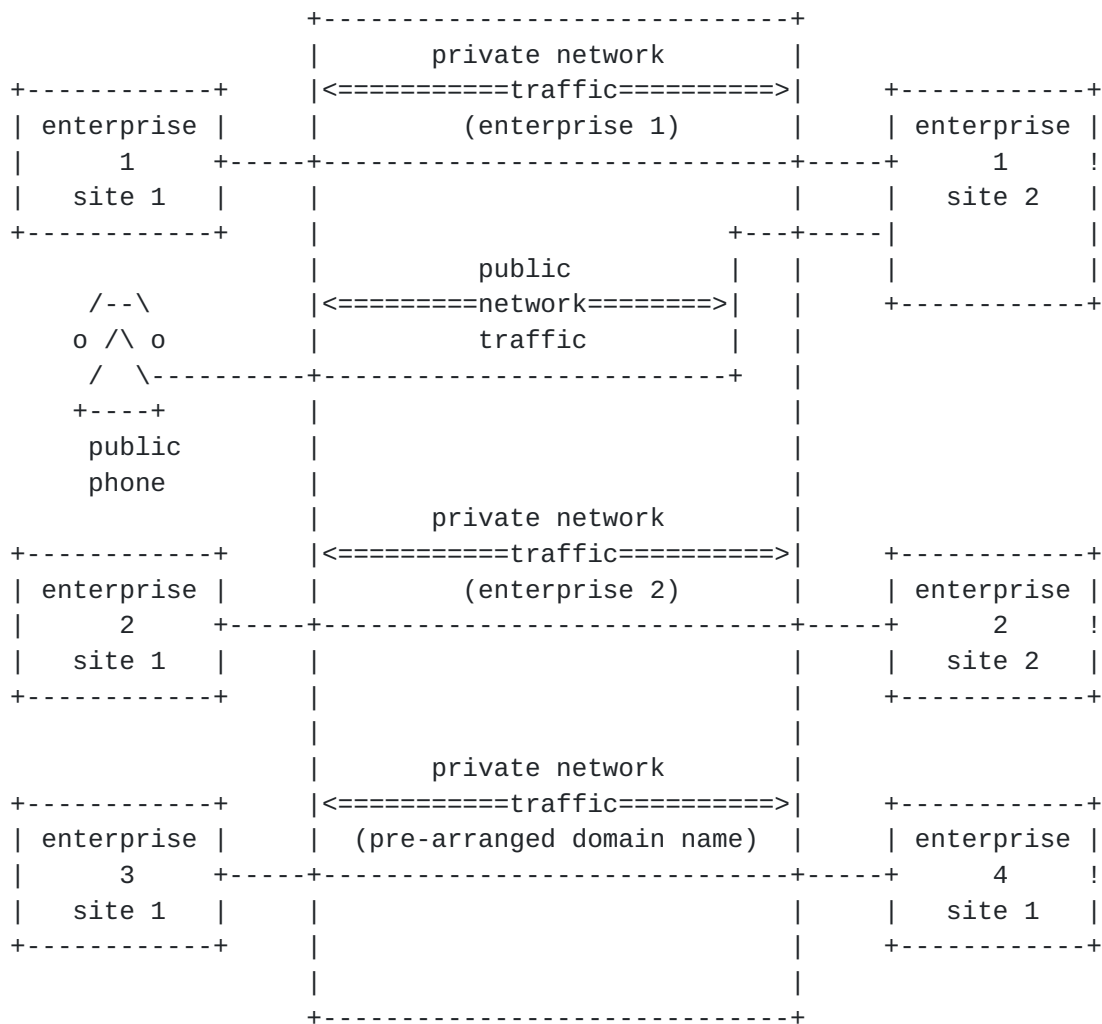 +------------------------------+
                   |       private network        |
+------------+     |<===========traffic==========>|     +------------+
| enterprise |     |         (enterprise 1)       |     | enterprise |
|      1     +-----+------------------------------+-----+      1     !
|   site 1   |     |                              |     |   site 2   |
+------------+     |                          +---+-----|            |
                   |          public          |   |     |            |
     /--\          |<=========network========>|   |     +------------+
    o /\ o         |          traffic         |   |
     /  \----------+--------------------------+   |
    +----+         |                              |
     public        |                              |
     phone         |                              |
                   |       private network        |
+------------+     |<===========traffic==========>|     +------------+
| enterprise |     |         (enterprise 2)       |     | enterprise |
|      2     +-----+------------------------------+-----+      2     !
|   site 1   |     |                              |     |   site 2   |
+------------+     |                              |     +------------+
                   |                              |
                   |       private network        |
+------------+     |<===========traffic==========>|     +------------+
| enterprise |     |  (pre-arranged domain name)  |     | enterprise |
|      3     +-----+------------------------------+-----+      4     !
|   site 1   |     |                              |     |   site 1   |
+------------+     |                              |     +------------+
                   |                              |
                   +------------------------------+